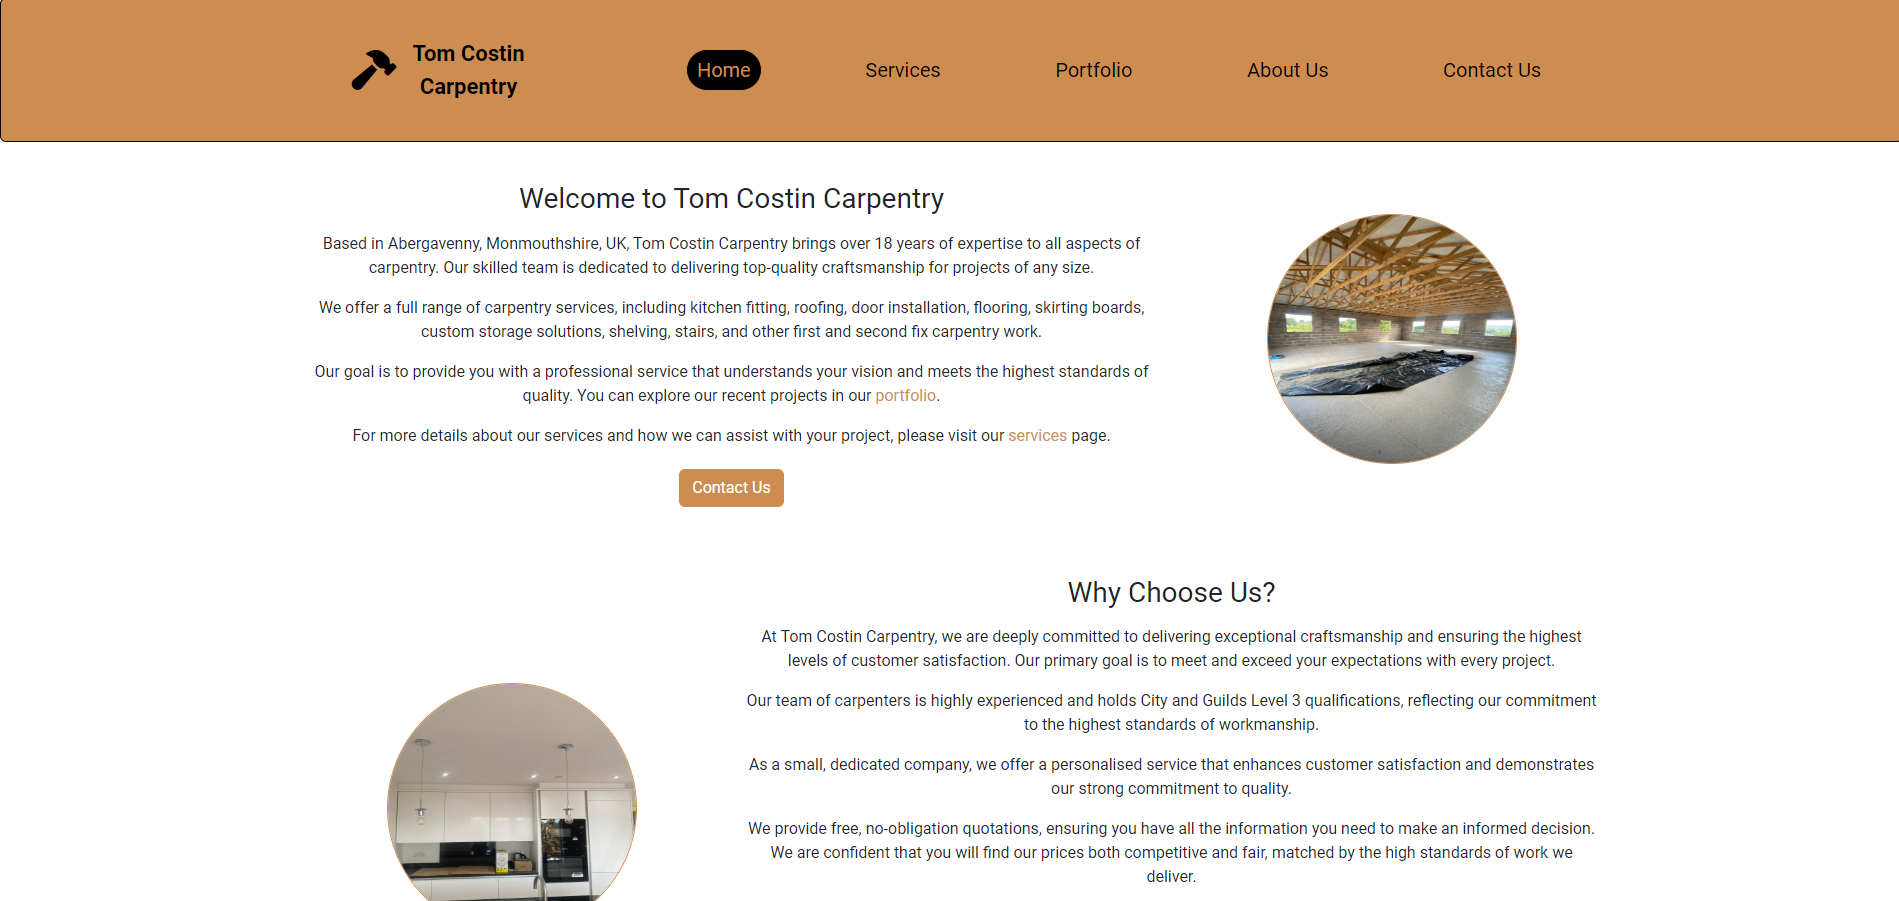 Tom Costin
Carpentry
Home
Services
Portfolio
About Us
Contact Us
Welcome to Tom Costin Carpentry
Based in Abergavenny, Monmouthshire, UK, Tom Costin Carpentry brings over 18 years of expertise to all aspects of
carpentry. Our skilled team is dedicated to delivering top-quality craftsmanship for projects of any size.
We offer a full range of carpentry services, including kitchen fitting, roofing, door installation, flooring, skirting boards,
custom storage solutions, shelving, stairs, and other first and second fix carpentry work.
Our goal is to provide you with a professional service that understands your vision and meets the highest standards of
quality. You can explore our recent projects in our portfolio.
For more details about our services and how we can assist with your project, please visit our services page.
Contact Us
Why Choose Us?
At Tom Costin Carpentry, we are deeply committed to delivering exceptional craftsmanship and ensuring the highest
levels of customer satisfaction. Our primary goal is to meet and exceed your expectations with every project.
Our team of carpenters is highly experienced and holds City and Guilds Level 3 qualifications, reflecting our commitment
to the highest standards of workmanship.
As a small, dedicated company, we offer a personalised service that enhances customer satisfaction and demonstrates
our strong commitment to quality.
We provide free, no-obligation quotations, ensuring you have all the information you need to make an informed decision.
We are confident that you will find our prices both competitive and fair, matched by the high standards of work we
deliver.